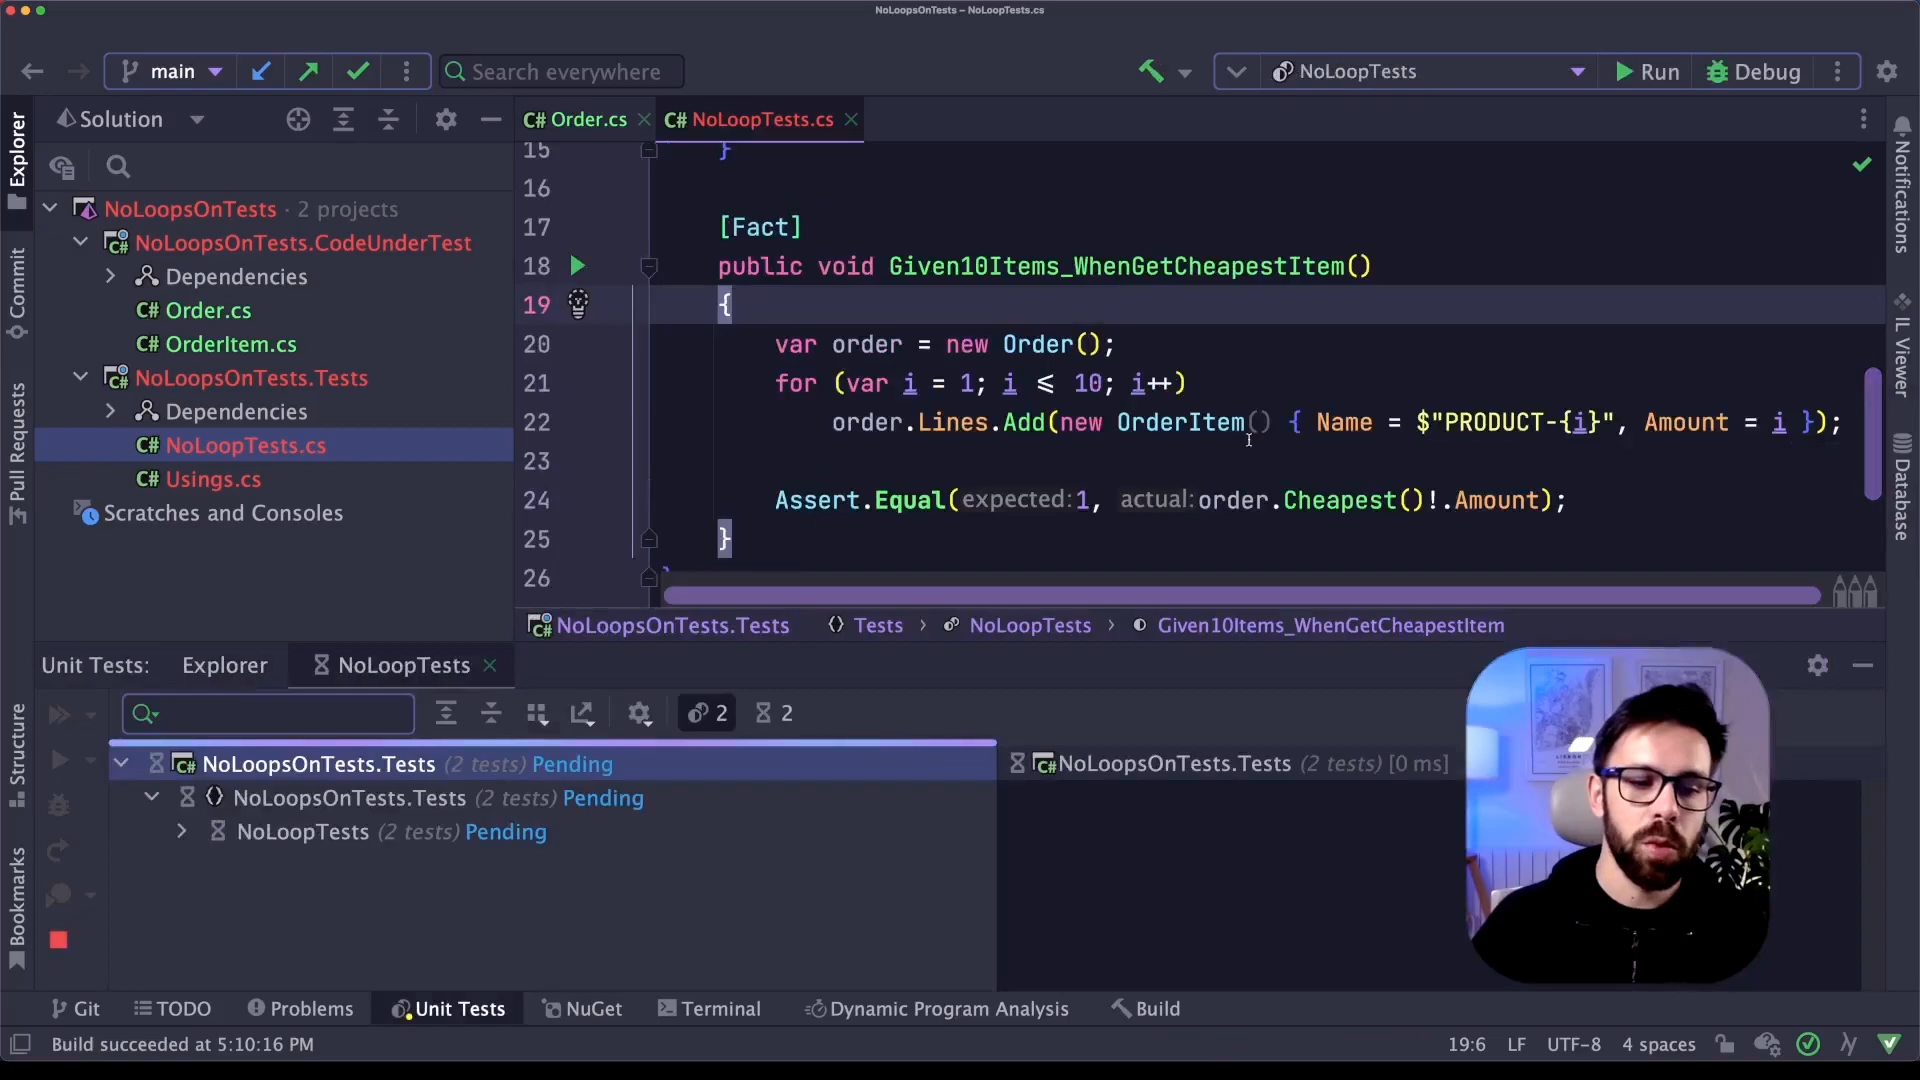 NoLoopsOnTests – NoLoopTests.cs
main
Search everywhere
NoLoopTests
Run
Debug
Explorer
Commit
Pull Requests
Structure
Bookmarks
Solution
NoLoopsOnTests · 2 projects
NoLoopsOnTests.CodeUnderTest
Dependencies
C# Order.cs
C# OrderItem.cs
NoLoopsOnTests.Tests
Dependencies
C# NoLoopTests.cs
C# Usings.cs
Scratches and Consoles
C# Order.cs
C# NoLoopTests.cs
15 }
16
17 [Fact]
18 public void Given10Items_WhenGetCheapestItem()
19 {
20 var order = new Order();
21 for (var i = 1; i ≤ 10; i++)
22 order.Lines.Add(new OrderItem() { Name = $"PRODUCT-{i}", Amount = i });
23
24 Assert.Equal(expected:1, actual:order.Cheapest()!.Amount);
25 }
26
C# NoLoopsOnTests.Tests
Tests
NoLoopTests
Given10Items_WhenGetCheapestItem
Notifications
IL Viewer
Database
Unit Tests:
Explorer
NoLoopTests
2
2
C# NoLoopsOnTests.Tests (2 tests) Pending
NoLoopsOnTests.Tests (2 tests) Pending
NoLoopTests (2 tests) Pending
C# NoLoopsOnTests.Tests (2 tests) [0 ms]
Git
TODO
Problems
Unit Tests
NuGet
Terminal
Dynamic Program Analysis
Build
Build succeeded at 5:10:16 PM
19:6
LF
UTF-8
4 spaces